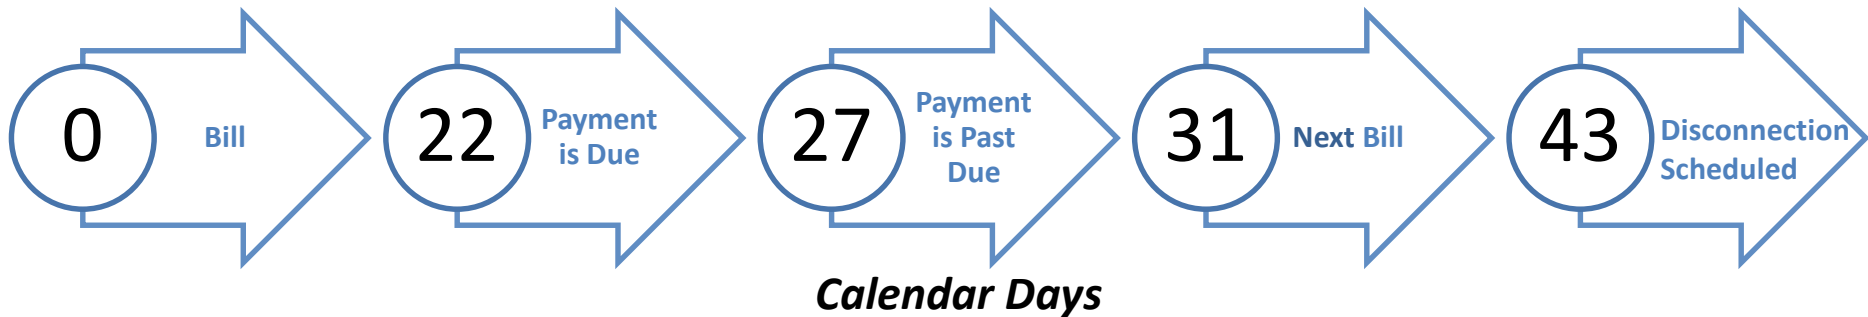 0
Bill
22
Payment
is Due
27
Payment
is Past
Due
31
Next Bill
43
Disconnection
Scheduled
Calendar Days